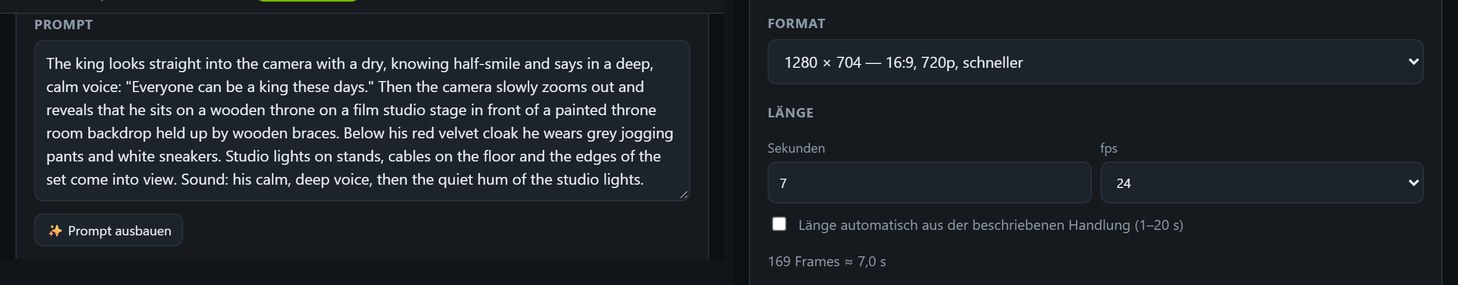 PROMPT
The king looks straight into the camera with a dry, knowing half-smile and says in a deep,
calm voice: "Everyone can be a king these days." Then the camera slowly zooms out and
reveals that he sits on a wooden throne on a film studio stage in front of a painted throne
room backdrop held up by wooden braces. Below his red velvet cloak he wears grey jogging
pants and white sneakers. Studio lights on stands, cables on the floor and the edges of the
set come into view. Sound: his calm, deep voice, then the quiet hum of the studio lights.
✨ Prompt ausbauen
FORMAT
1280 × 704 — 16:9, 720p, schneller
LÄNGE
Sekunden
fps
7
24
Länge automatisch aus der beschriebenen Handlung (1–20 s)
169 Frames ≈ 7,0 s